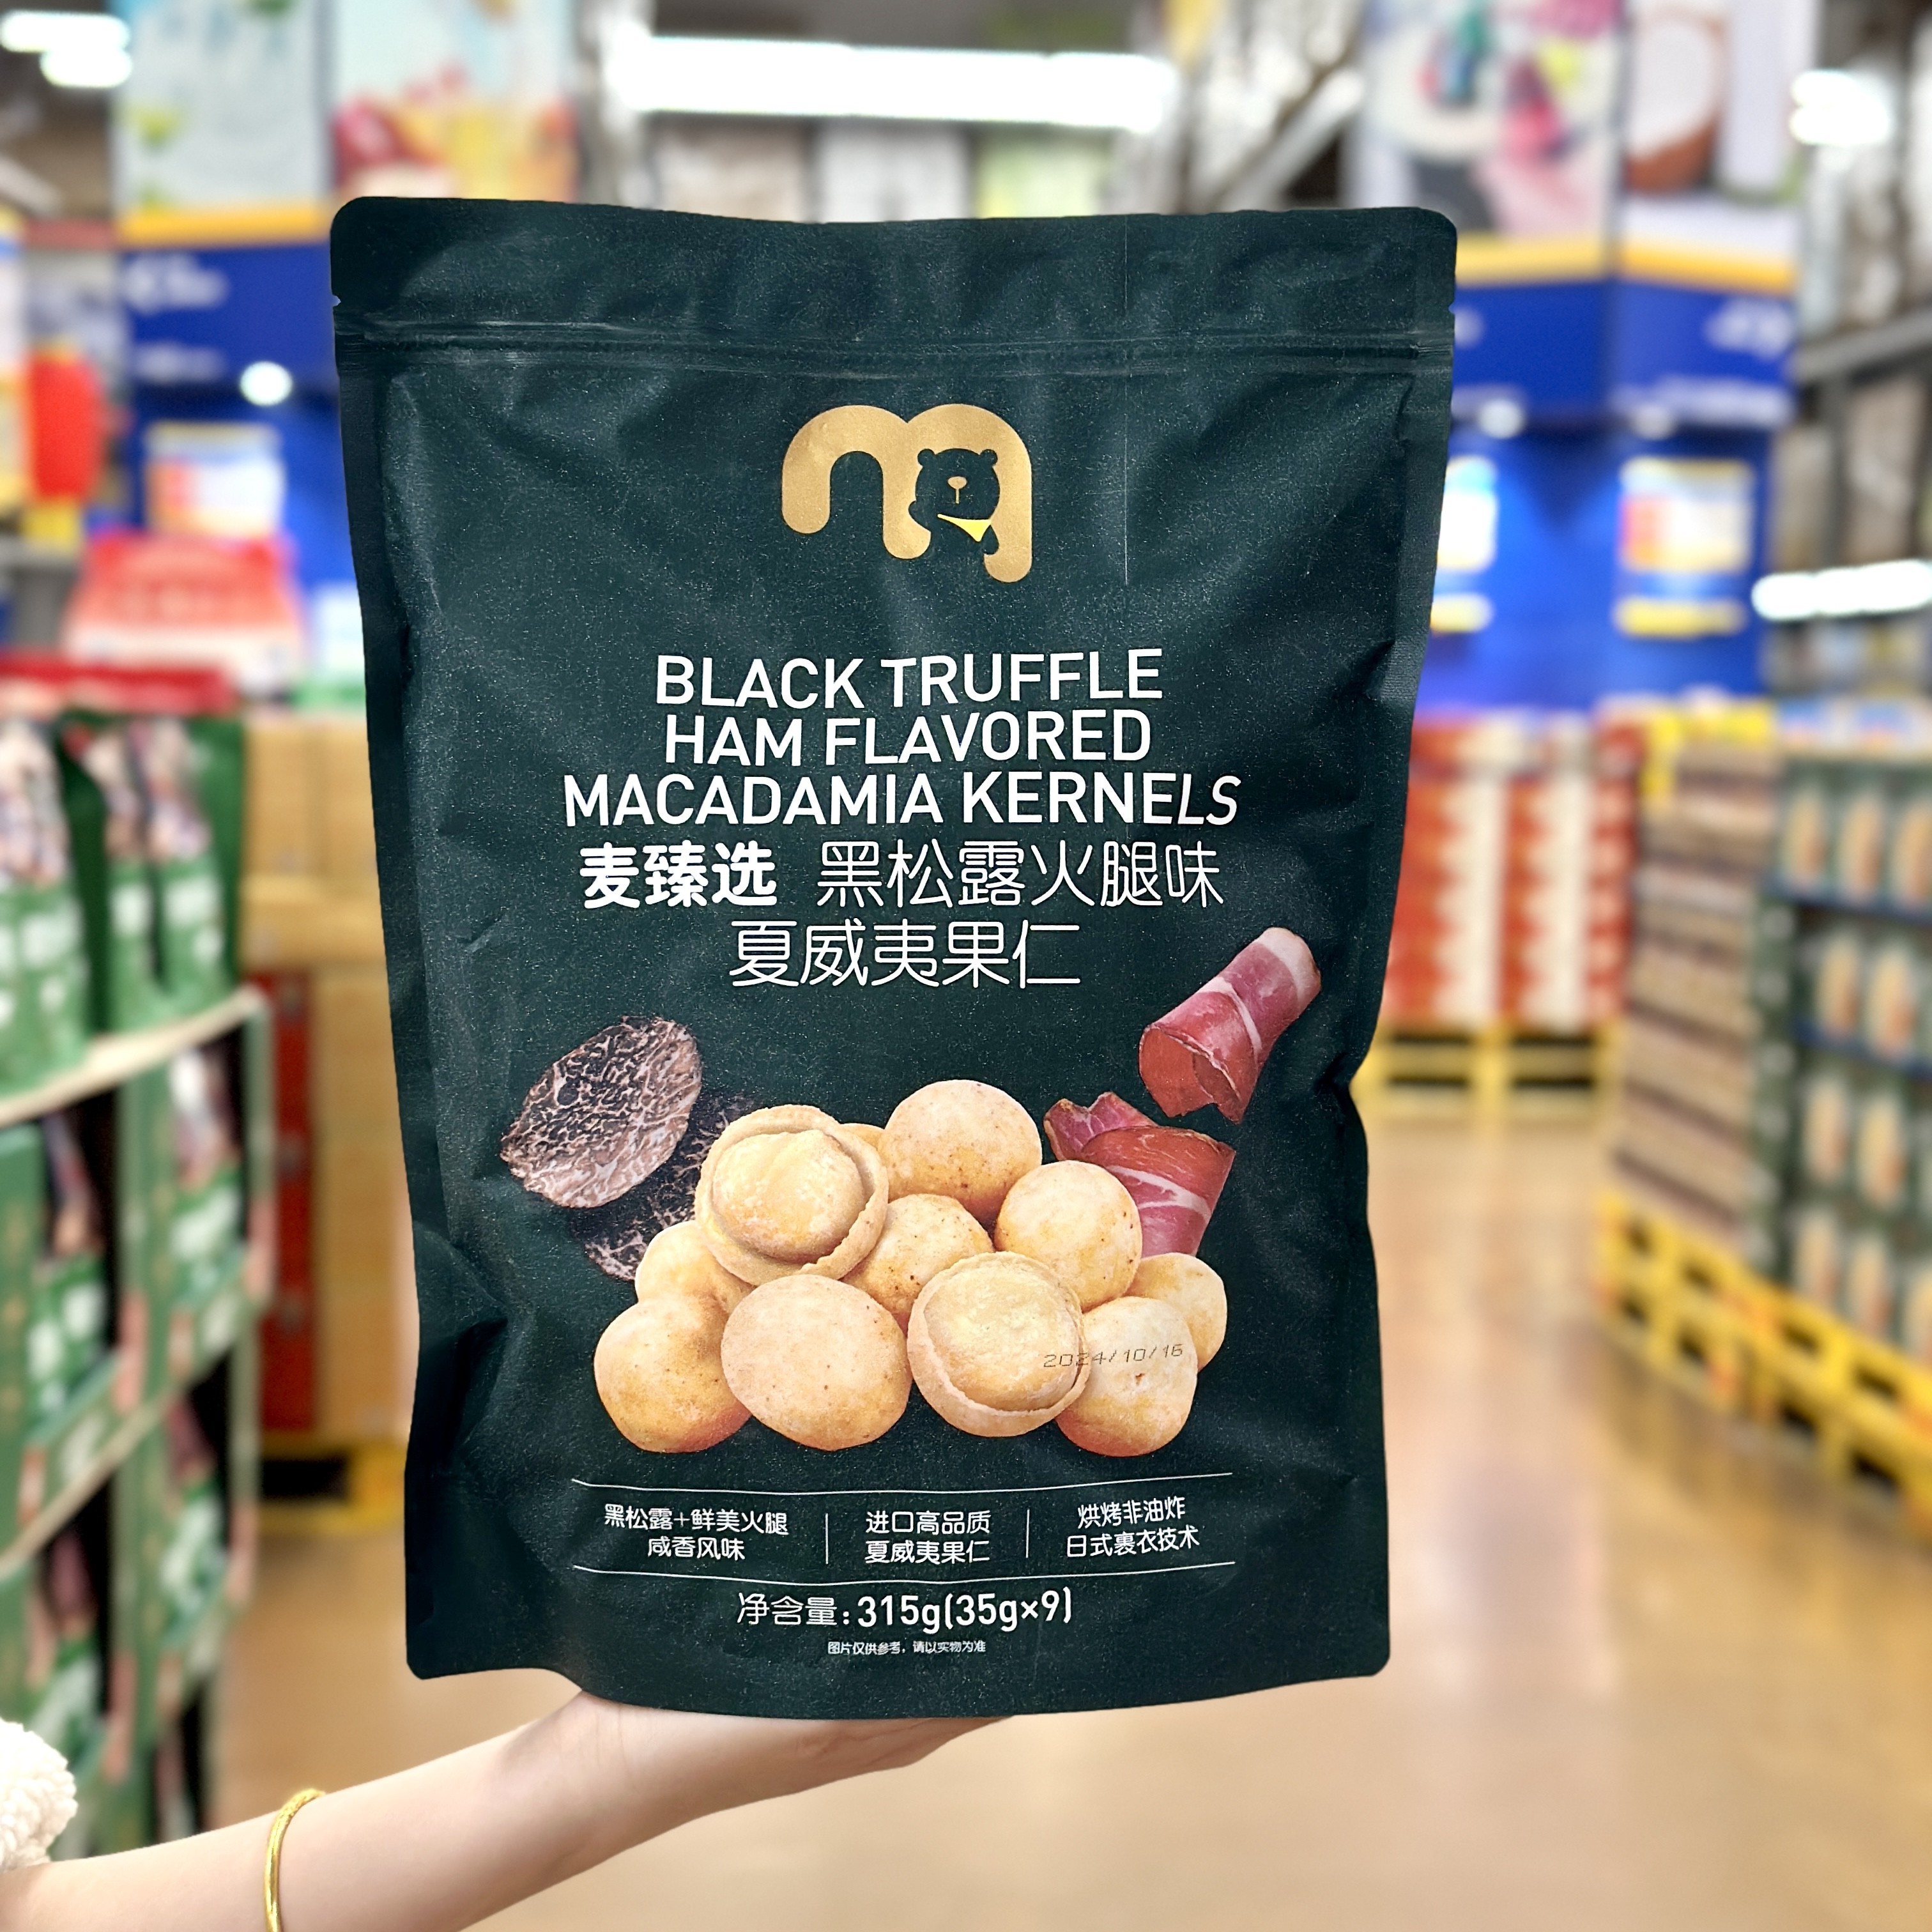 BLACK TRUFFLE
HAM FLAVORED
MACADAMIA KERNELS
麦臻选 黑松露火腿味
夏威夷果仁
2024/10/16
黑松露+鲜美火腿
咸香风味
进口高品质
夏威夷果仁
烘烤非油炸
日式裹衣技术
净含量:315g(35g×9)
图片仅供参考，请以实物为准